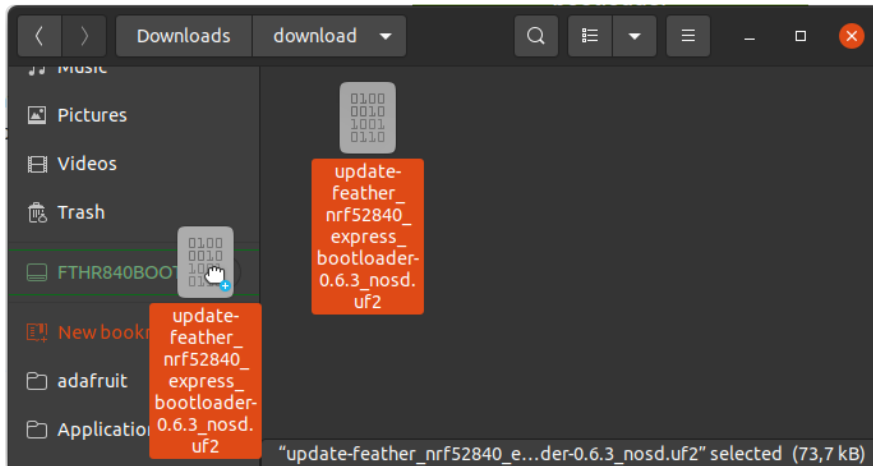 Downloads
download
Music
Pictures
Videos
Trash
FTHR840BOOT
New bookm
adafruit
Application
0100
0010
1001
0110
update-
feather_
nrf52840_
express_
bootloader-
0.6.3_nosd.
uf2
0100
0010
update-
feather_
nrf52840_
express_
bootloader-
0.6.3_nosd.
uf2
“update-feather_nrf52840_e...der-0.6.3_nosd.uf2” selected (73,7 kB)